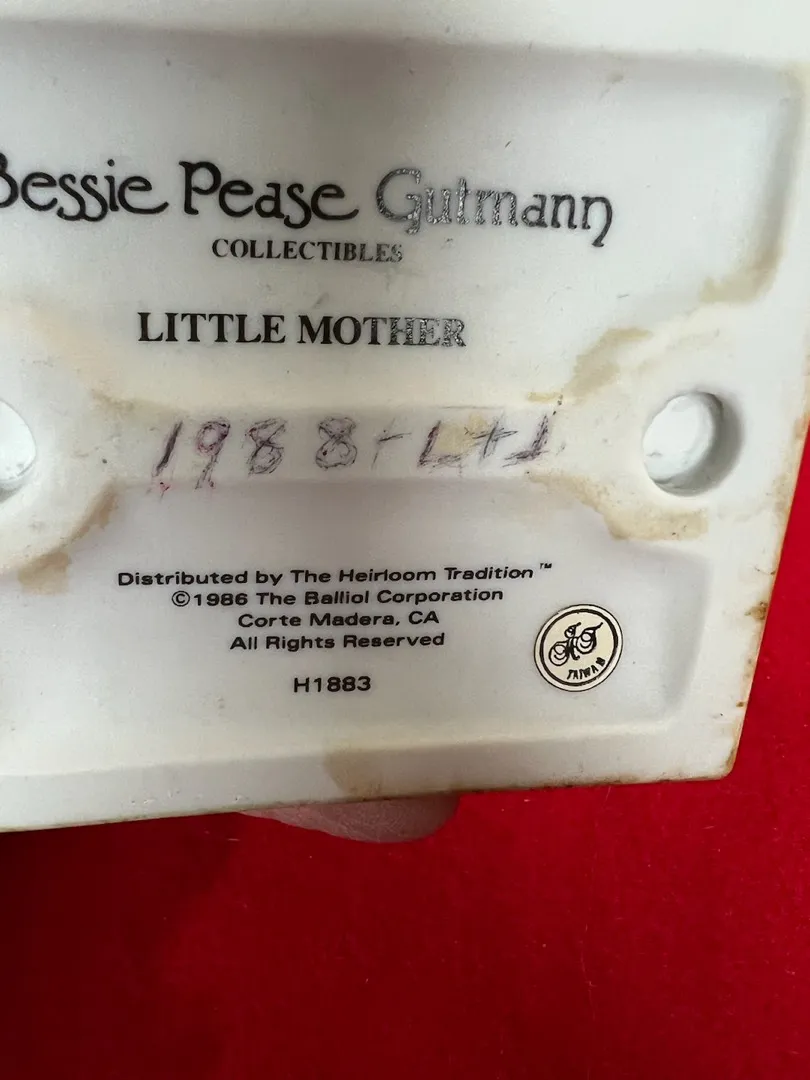 Bessie Pease Gutmann
COLLECTIBLES
LITTLE MOTHER
1988-L+J
Distributed by The Heirloom Tradition™
©1986 The Balliol Corporation
Corte Madera, CA
All Rights Reserved
H1883
TAIWAN